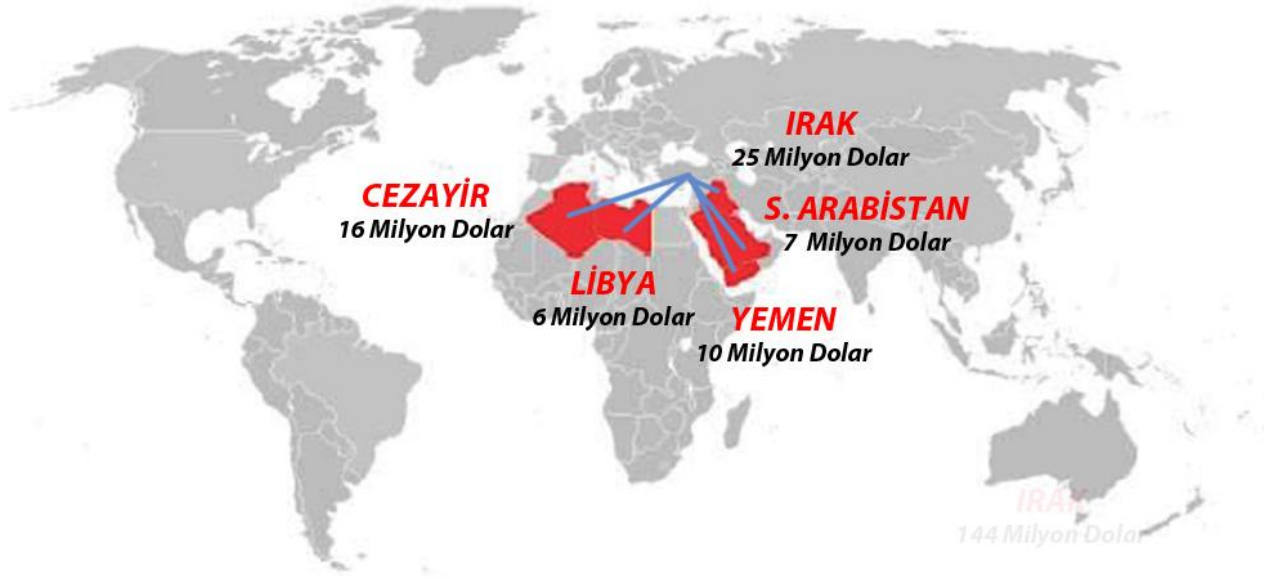 IRAK
25 Milyon Dolar
CEZAYİR
16 Milyon Dolar
S. ARABİSTAN
7 Milyon Dolar
LİBYA
6 Milyon Dolar
YEMEN
10 Milyon Dolar
IRAK
144 Milyon Dolar